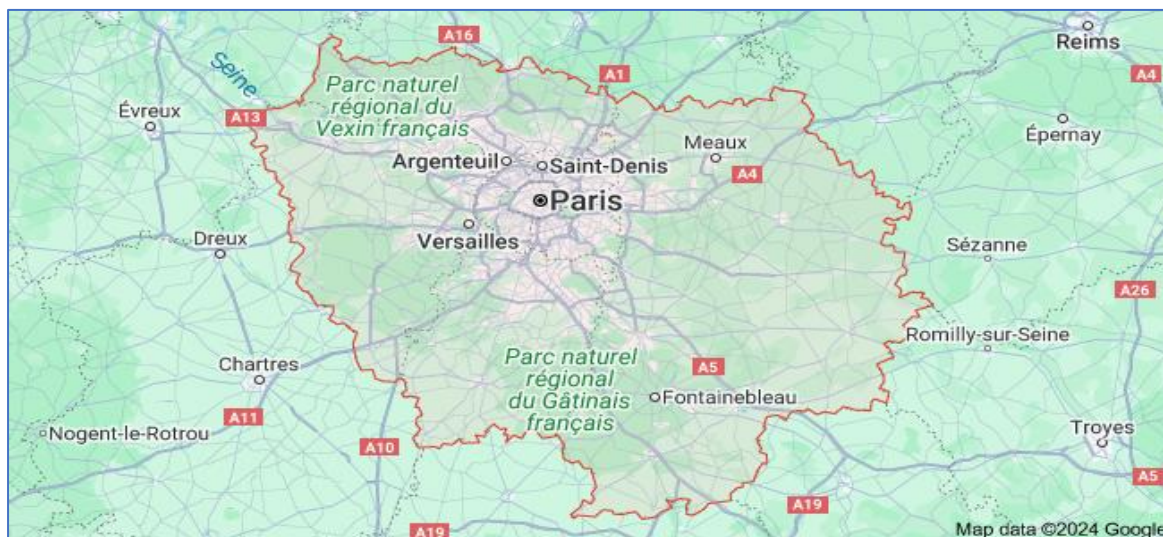 A16
Reims
Seine
A1
A4
Parc naturel
régional du
Vexin français
Évreux
A13
Épernay
Meaux
Argenteuil
Saint-Denis
A4
Paris
Versailles
Dreux
Sézanne
A26
Romilly-sur-Seine
Parc naturel
régional
du Gâtinais
français
A5
Chartres
Fontainebleau
A11
Nogent-le-Rotrou
A10
Troyes
A5
A19
A19
Map data ©2024 Google